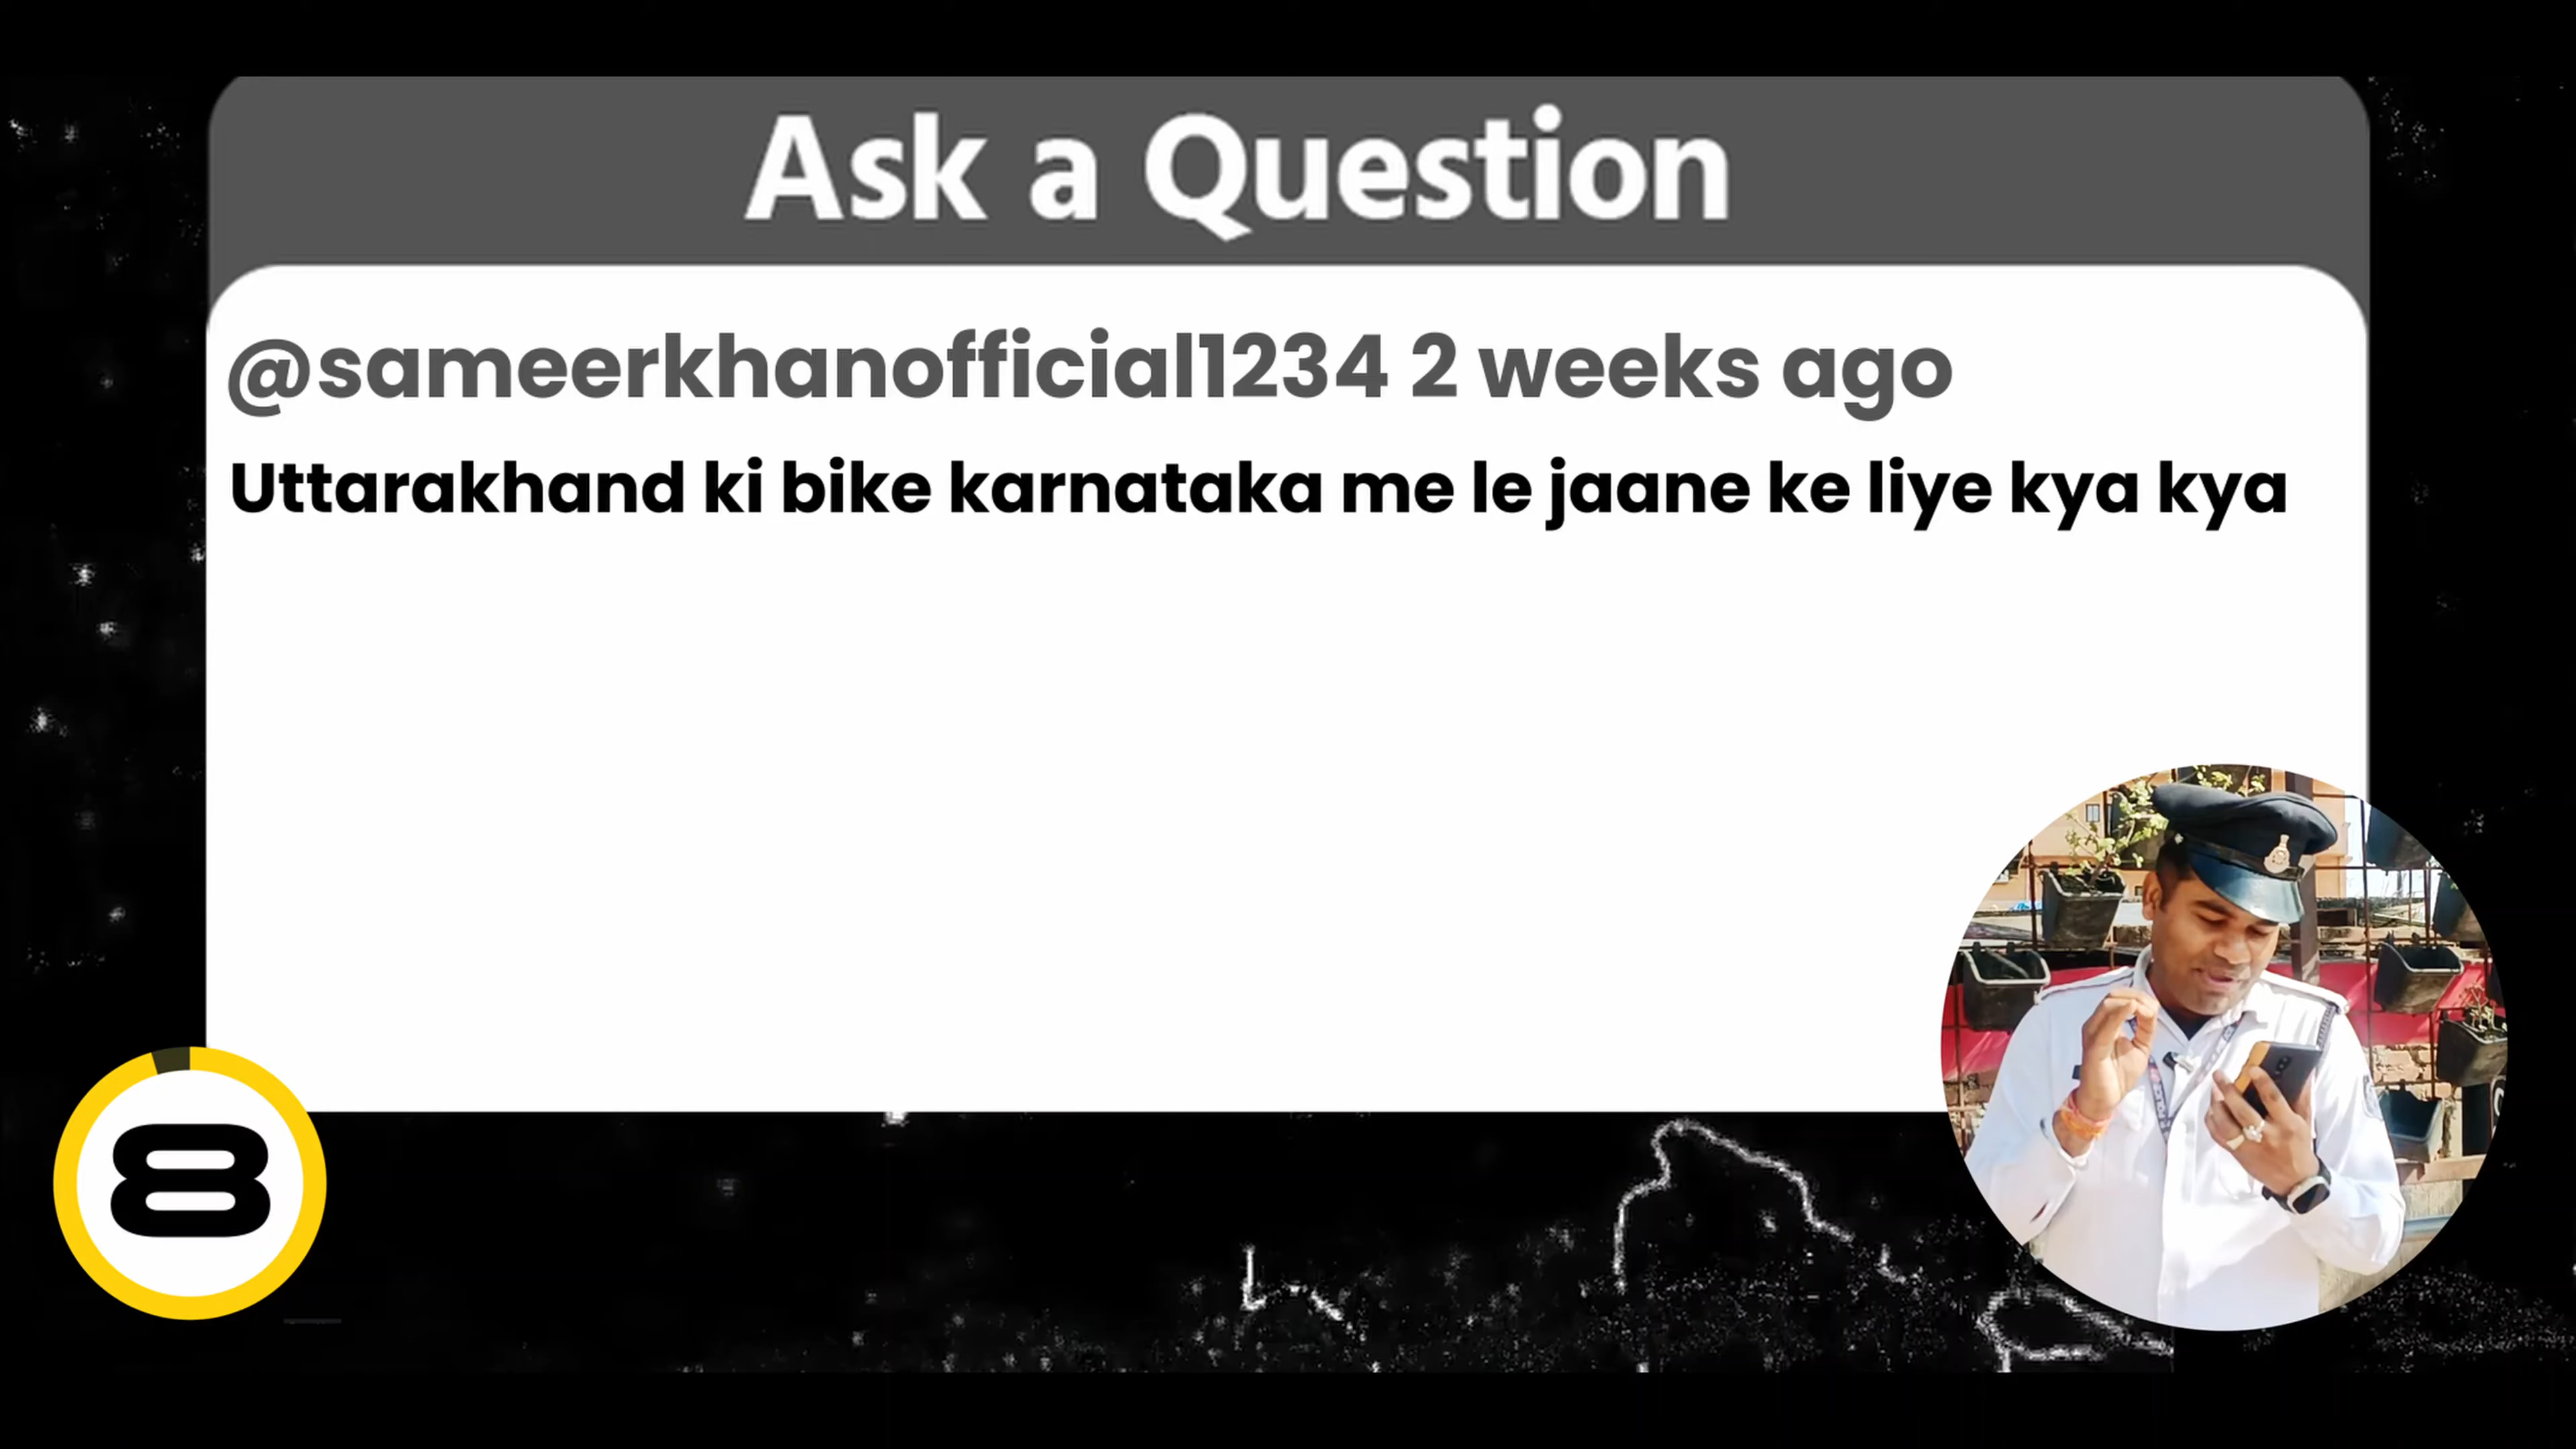 Ask a Question
@sameerkhanofficial1234 2 weeks ago
Uttarakhand ki bike karnataka me le jaane ke liye kya kya
8